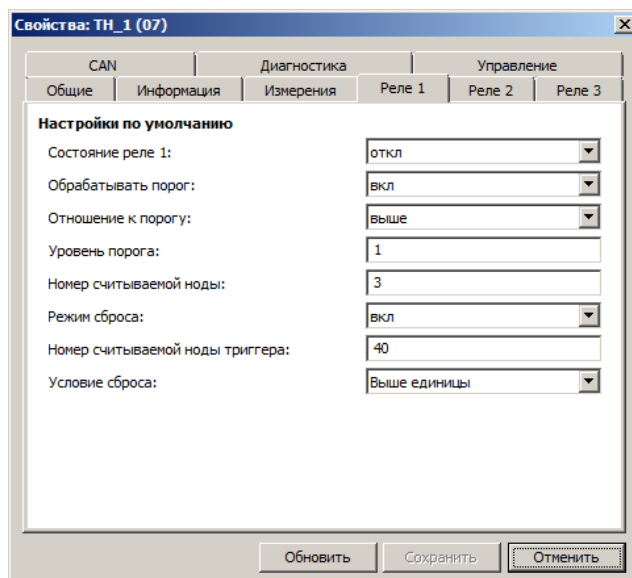 Свойства: ТН_1 (07)
CAN Диагностика Управление
Общие Информация Измерения Реле 1 Реле 2 Реле 3
Настройки по умолчанию
Состояние реле 1: откл
Обрабатывать порог: вкл
Отношение к порогу: выше
Уровень порога: 1
Номер считываемой ноды: 3
Режим сброса: вкл
Номер считываемой ноды триггера: 40
Условие сброса: Выше единицы
Обновить Сохранить Отменить